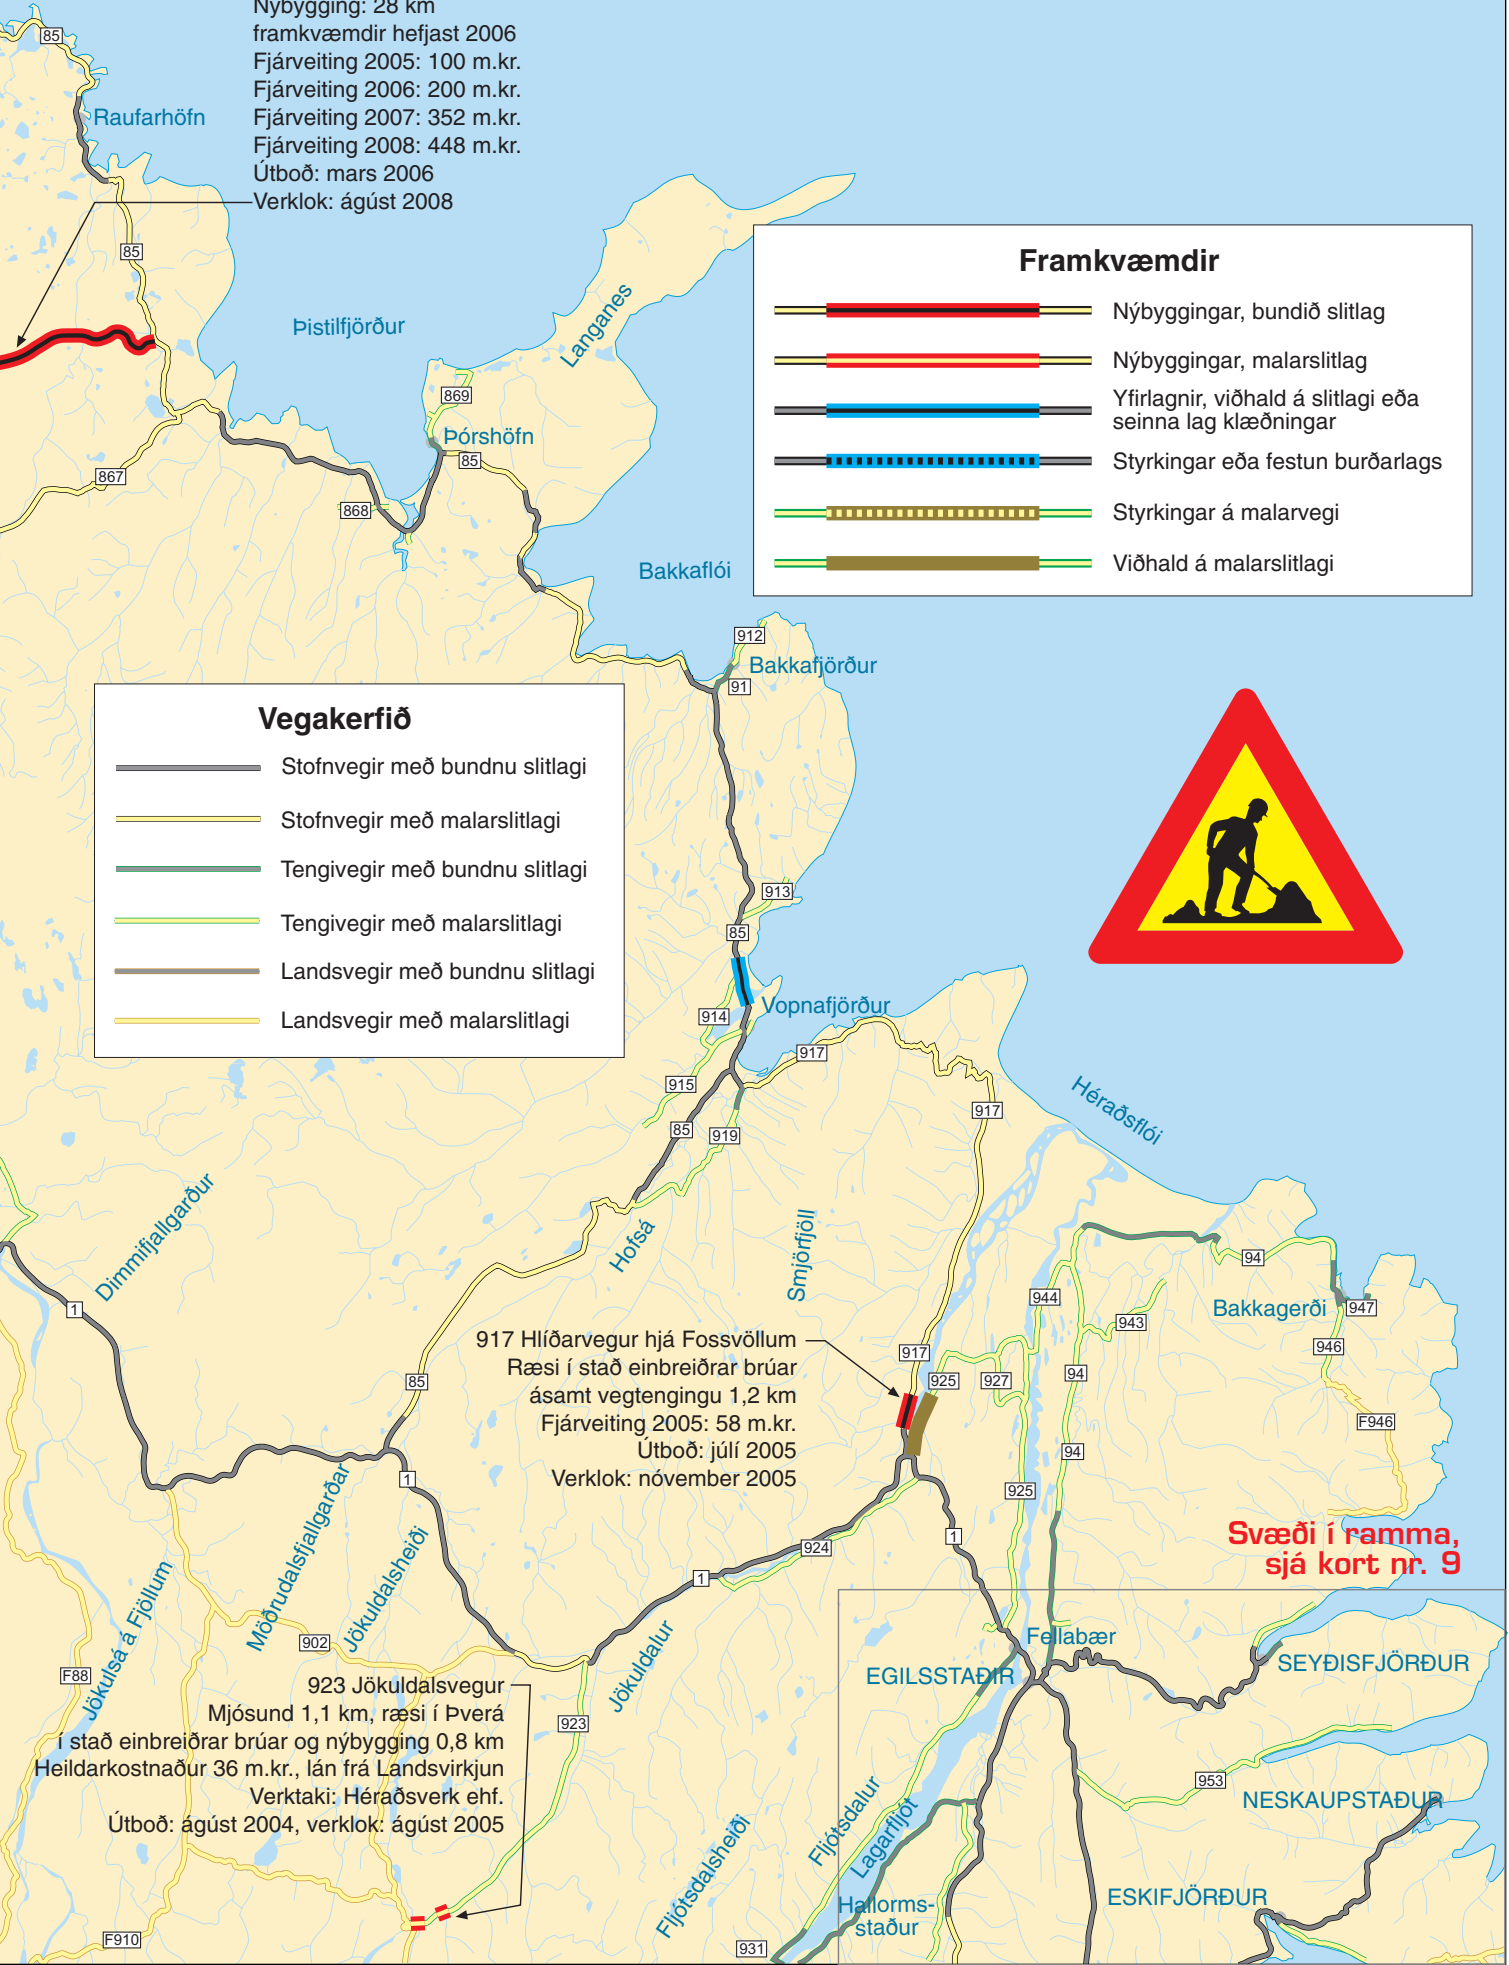 Nýbygging: 28 km
framkvæmdir hefjast 2006
Fjárveiting 2005: 100 m.kr.
Fjárveiting 2006: 200 m.kr.
Fjárveiting 2007: 352 m.kr.
Fjárveiting 2008: 448 m.kr.
Útboð: mars 2006
Verklok: ágúst 2008
85
Raufarhöfn
85
Þistilfjörður
Langanes
869
Þórshöfn
85
867
868
Bakkaflói
Framkvæmdir
Nýbyggingar, bundið slitlag
Nýbyggingar, malarslitlag
Yfirlagnir, viðhald á slitlagi eða
seinna lag klæðningar
Styrkingar eða festun burðarlags
Styrkingar á malarvegi
Viðhald á malarslitlagi
912
Bakkafjörður
91
Vegakerfið
Stofnvegir með bundnu slitlagi
Stofnvegir með malarslitlagi
Tengivegir með bundnu slitlagi
Tengivegir með malarslitlagi
Landsvegir með bundnu slitlagi
Landsvegir með malarslitlagi
913
85
Vopnafjörður
914
917
915
917
85
919
Héraðsflói
Dimmifjallgarður
Hofsá
Smjörfjöll
1
94
944
Bakkagerði
947
943
946
917 Hlíðarvegur hjá Fossvöllum
Ræsi í stað einbreiðrar brúar
ásamt vegtengingu 1,2 km
Fjárveiting 2005: 58 m.kr.
Útboð: júlí 2005
Verklok: nóvember 2005
917
925
927
94
85
F946
94
1
925
Möðrudalsfjallgarðar
Jökuldalsheiði
1
924
1
Svæði í ramma,
sjá kort nr. 9
Jökulsá á Fjöllum
902
Jökuldalur
Fellabær
EGILSSTAÐIR
SEYÐISFJÖRÐUR
F88
923 Jökuldalsvegur
Mjósund 1,1 km, ræsi í Þverá
í stað einbreiðrar brúar og nýbygging 0,8 km
Heildarkostnaður 36 m.kr., lán frá Landsvirkjun
Verktaki: Héraðsverk ehf.
Útboð: ágúst 2004, verklok: ágúst 2005
923
953
NESKAUPSTAÐUR
Fljótsdalur
Lagarfljót
Fljótsdalsheiði
Hallorms-
staður
ESKIFJÖRÐUR
F910
931